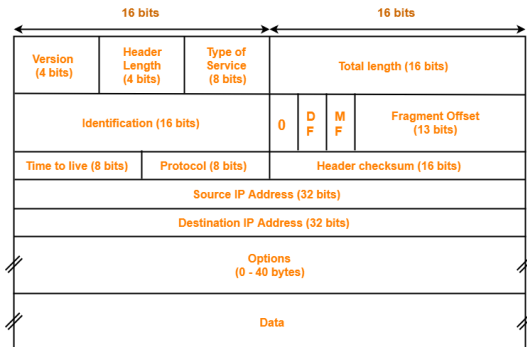 16 bits 16 bits
Version
(4 bits)
Header
Length
(4 bits)
Type of
Service
(8 bits)
Total length (16 bits)
Identification (16 bits)
0
D
F
M
F
Fragment Offset
(13 bits)
Time to live (8 bits)
Protocol (8 bits)
Header checksum (16 bits)
Source IP Address (32 bits)
Destination IP Address (32 bits)
Options
(0 - 40 bytes)
Data